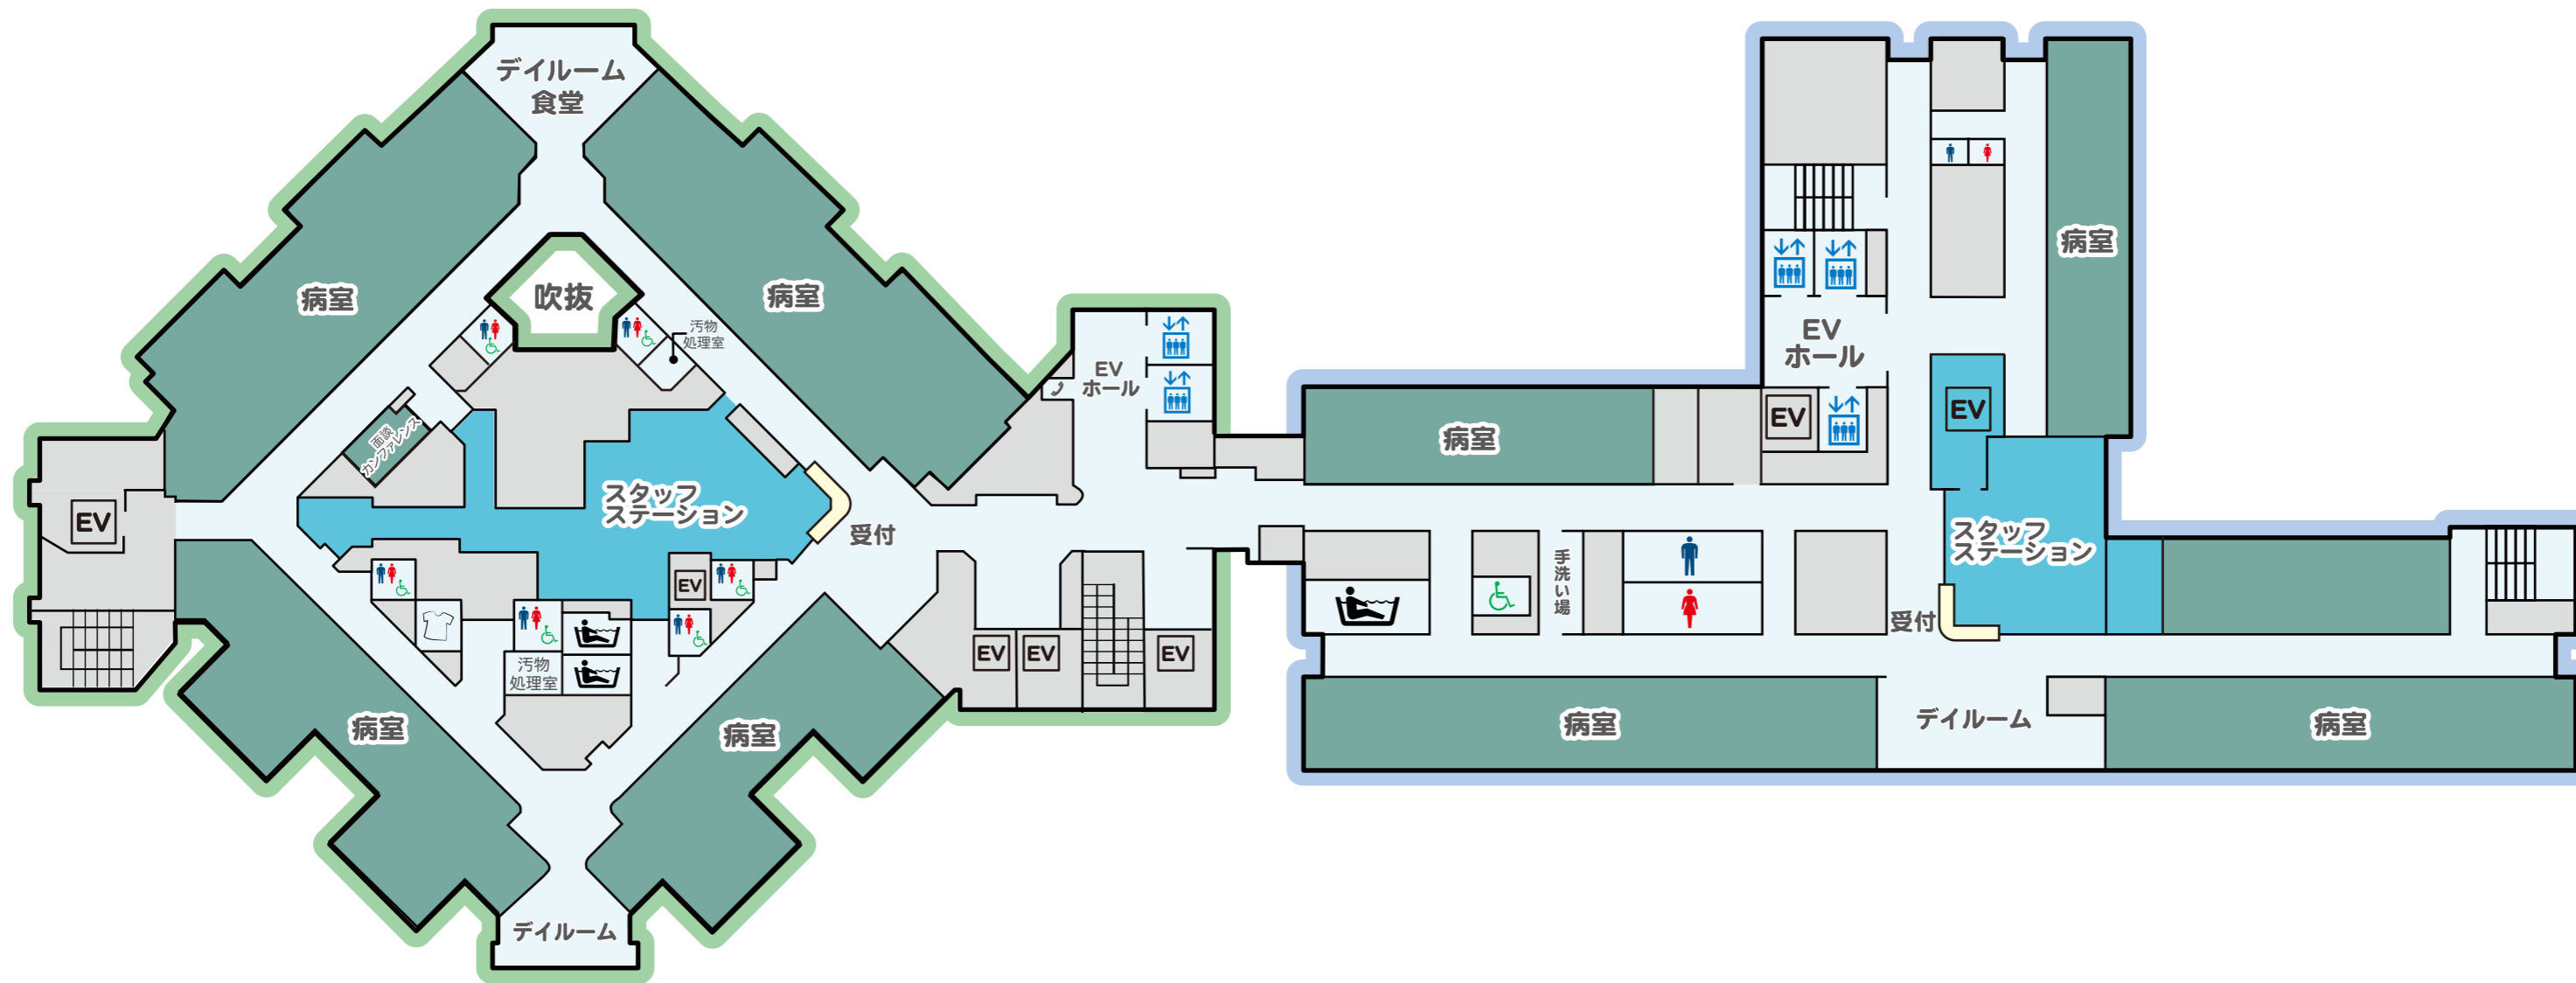 デイルーム
食堂
病室
病室
吹抜
汚物
処理室
面談
カンファレンス
EV
ホール
スタッフ
ステーション
受付
EV
EV
汚物
処理室
EV
EV
EV
病室
病室
デイルーム
病室
EV
ホール
病室
EV
EV
手洗い場
スタッフ
ステーション
受付
病室
デイルーム
病室